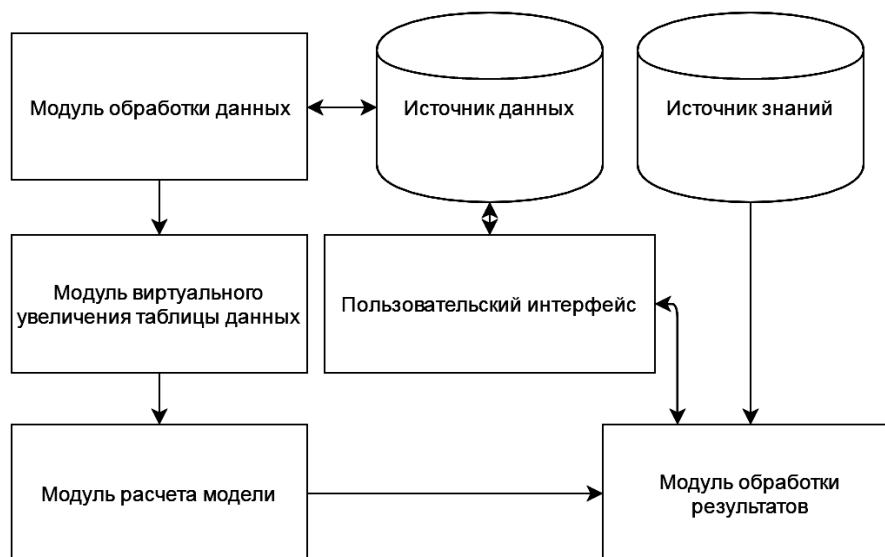 Модуль обработки данных
Источник данных
Источник знаний
Модуль виртуального
увеличения таблицы данных
Пользовательский интерфейс
Модуль расчета модели
Модуль обработки
результатов